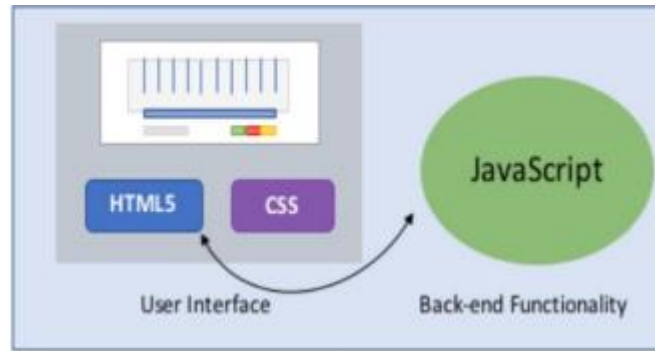 HTML5
CSS
JavaScript
User Interface
Back-end Functionality